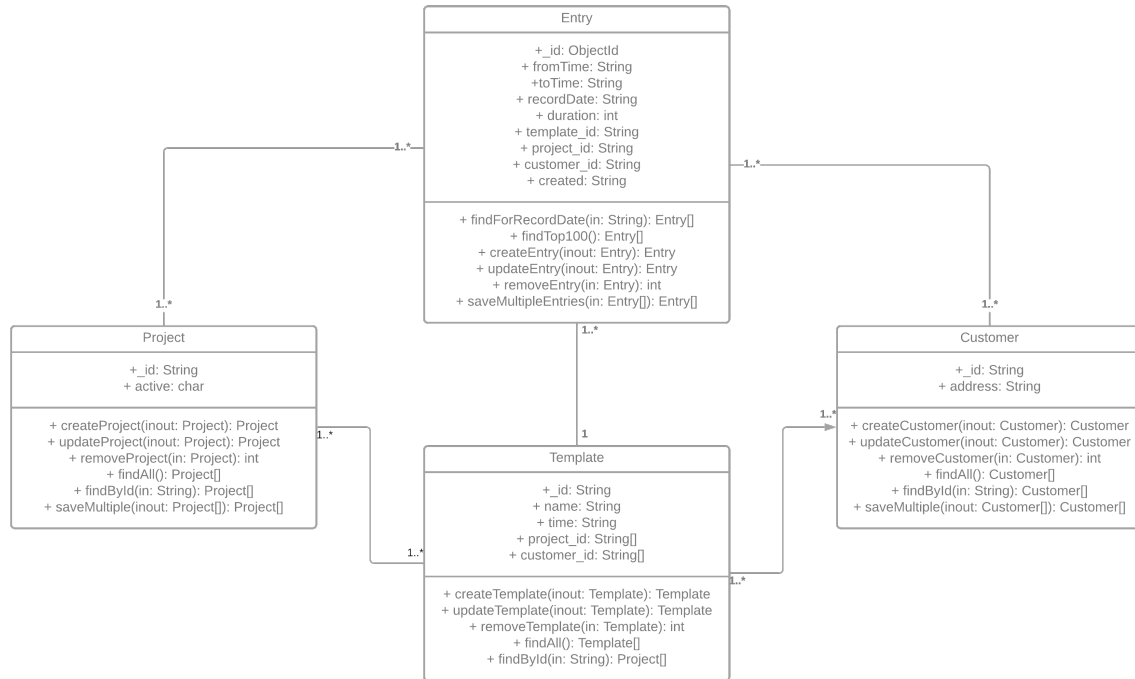 Entry
+_id: ObjectId
+ fromTime: String
+toTime: String
+ recordDate: String
+ duration: int
+ template_id: String
+ project_id: String
+ customer_id: String
+ created: String
+ findForRecordDate(in: String): Entry[]
+ findTop100(): Entry[]
+ createEntry(inout: Entry): Entry
+ updateEntry(inout: Entry): Entry
+ removeEntry(in: Entry): int
+ saveMultipleEntries(in: Entry[]): Entry[]
1..*
1..*
1..*
1..*
1..*
1
Project
+_id: String
+ active: char
+ createProject(inout: Project): Project
+ updateProject(inout: Project): Project
+ removeProject(in: Project): int
+ findAll(): Project[]
+ findById(in: String): Project[]
+ saveMultiple(inout: Project[]): Project[]
1..*
1..*
Template
+_id: String
+ name: String
+ time: String
+ project_id: String[]
+ customer_id: String[]
+ createTemplate(inout: Template): Template
+ updateTemplate(inout: Template): Template
+ removeTemplate(in: Template): int
+ findAll(): Template[]
+ findById(in: String): Project[]
1..*
1..*
Customer
+_id: String
+ address: String
+ createCustomer(inout: Customer): Customer
+ updateCustomer(inout: Customer): Customer
+ removeCustomer(in: Customer): int
+ findAll(): Customer[]
+ findById(in: String): Customer[]
+ saveMultiple(inout: Customer[]): Customer[]